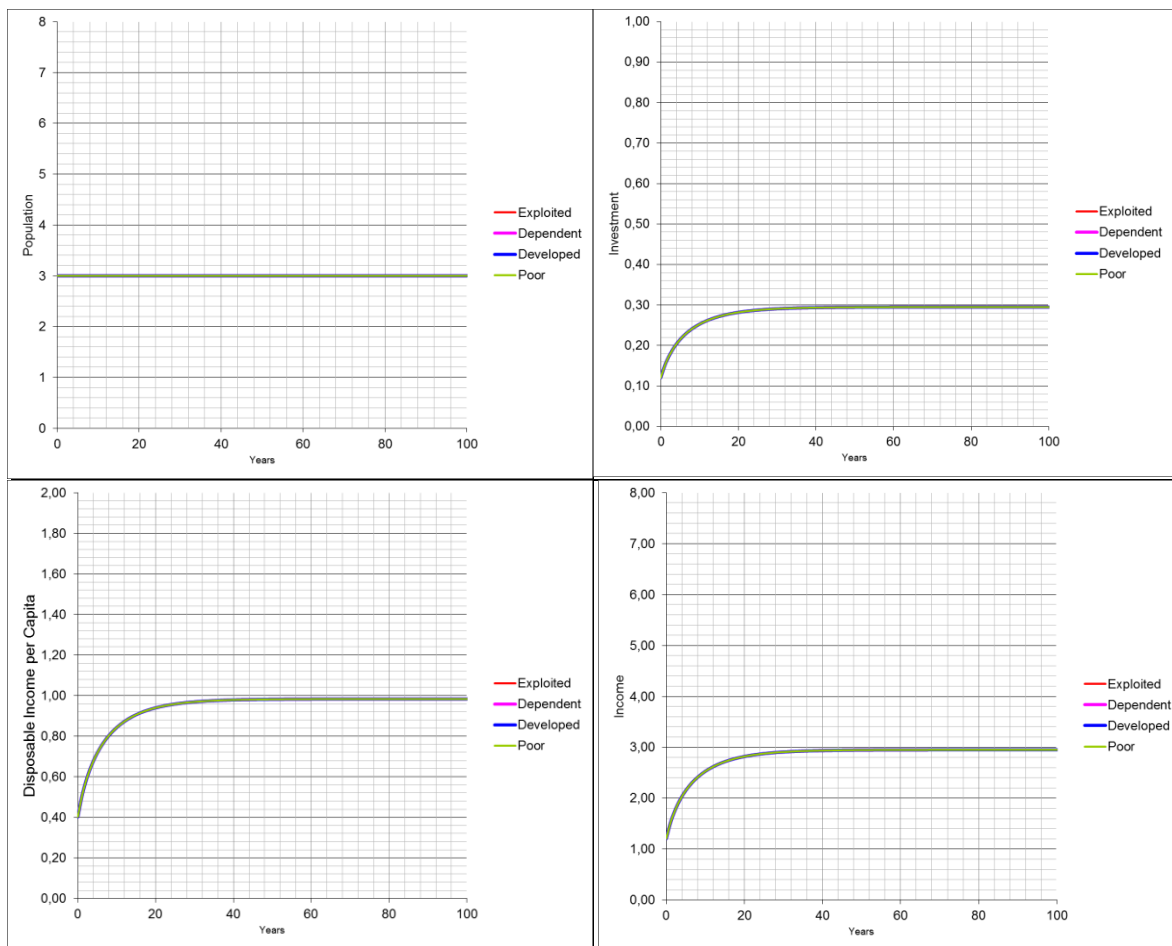 8
7
6
5
4
3
2
1
0
Population
0 20 40 60 80 100
Years
Exploited
Dependent
Developed
Poor
1,00
0,90
0,80
0,70
0,60
0,50
0,40
0,30
0,20
0,10
0,00
Investment
0 20 40 60 80 100
Years
Exploited
Dependent
Developed
Poor
2,00
1,80
1,60
1,40
1,20
1,00
0,80
0,60
0,40
0,20
0,00
Disposable Income per Capita
0 20 40 60 80 100
Years
Exploited
Dependent
Developed
Poor
8,00
7,00
6,00
5,00
4,00
3,00
2,00
1,00
0,00
Income
0 20 40 60 80 100
Years
Exploited
Dependent
Developed
Poor